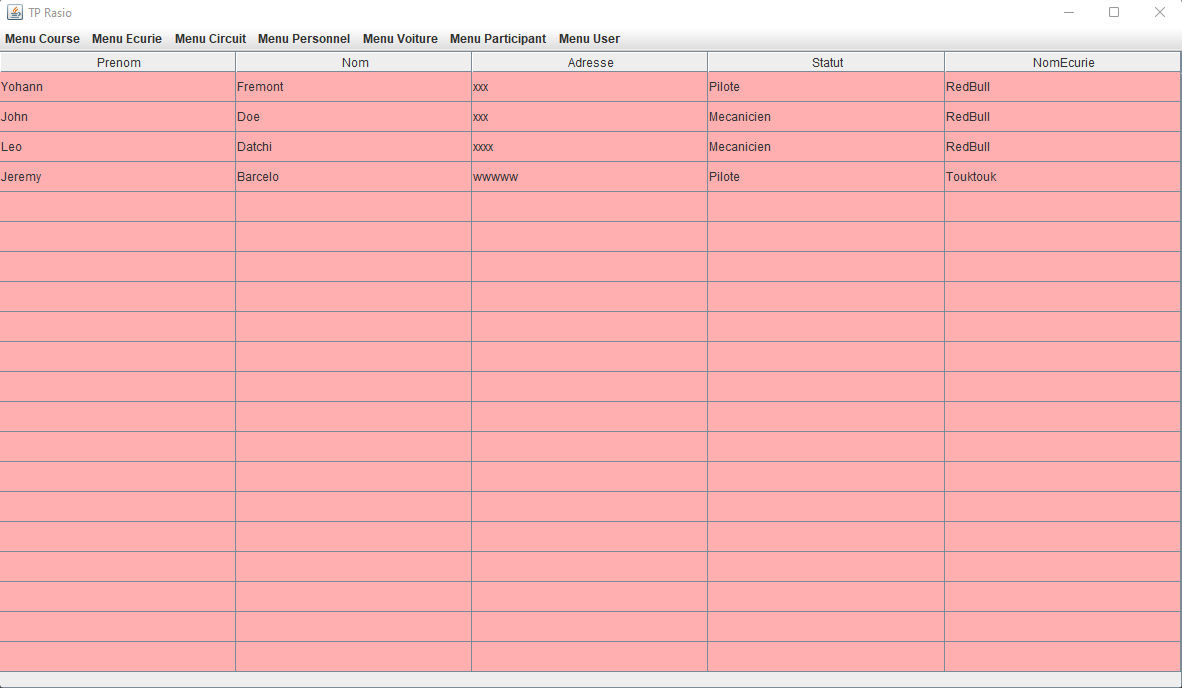 TP Rasio
Menu Course Menu Ecurie Menu Circuit Menu Personnel Menu Voiture Menu Participant Menu User
Prenom Nom Adresse Statut NomEcurie
Yohann Fremont xxx Pilote RedBull
John Doe xxx Mecanicien RedBull
Leo Datchi xxxx Mecanicien RedBull
Jeremy Barcelo wwwww Pilote Touktouk